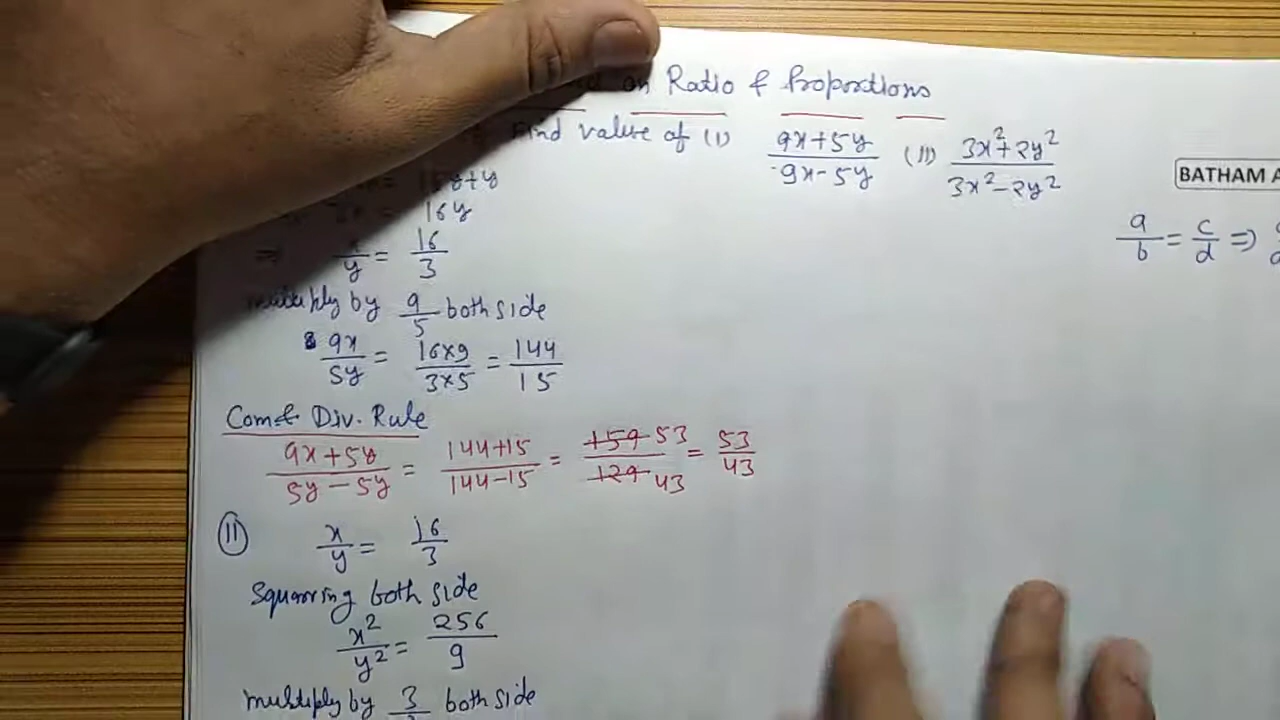 on Ratio & Proportions
Find value of (I) 9x+5y / 9x-5y (II) 3x²+2y² / 3x²-2y²
BATHAM A
15y+y
= 16y
a/b = c/d ⇒
⇒ x/y = 16/3
multiply by 9/5 both side
9x/5y = 16×9/3×5 = 144/15
Com & Div. Rule
9x+5y / 5y-5y = 144+15 / 144-15 = 159 53 / 129 43 = 53/43
(II) x/y = 16/3
Squarring both side
x²/y² = 256/9
multiply by 3 both side